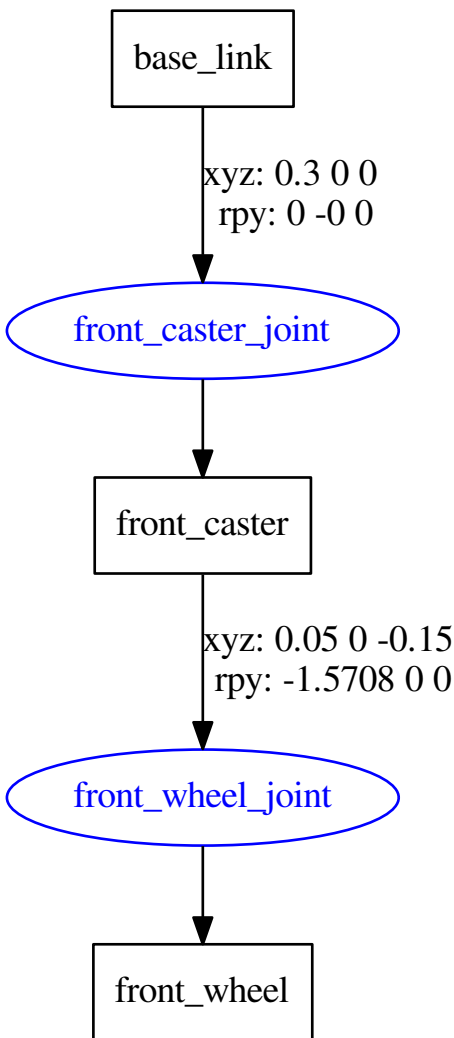 base_link
xyz: 0.3 0 0
rpy: 0 -0 0
front_caster_joint
front_caster
xyz: 0.05 0 -0.15
rpy: -1.5708 0 0
front_wheel_joint
front_wheel